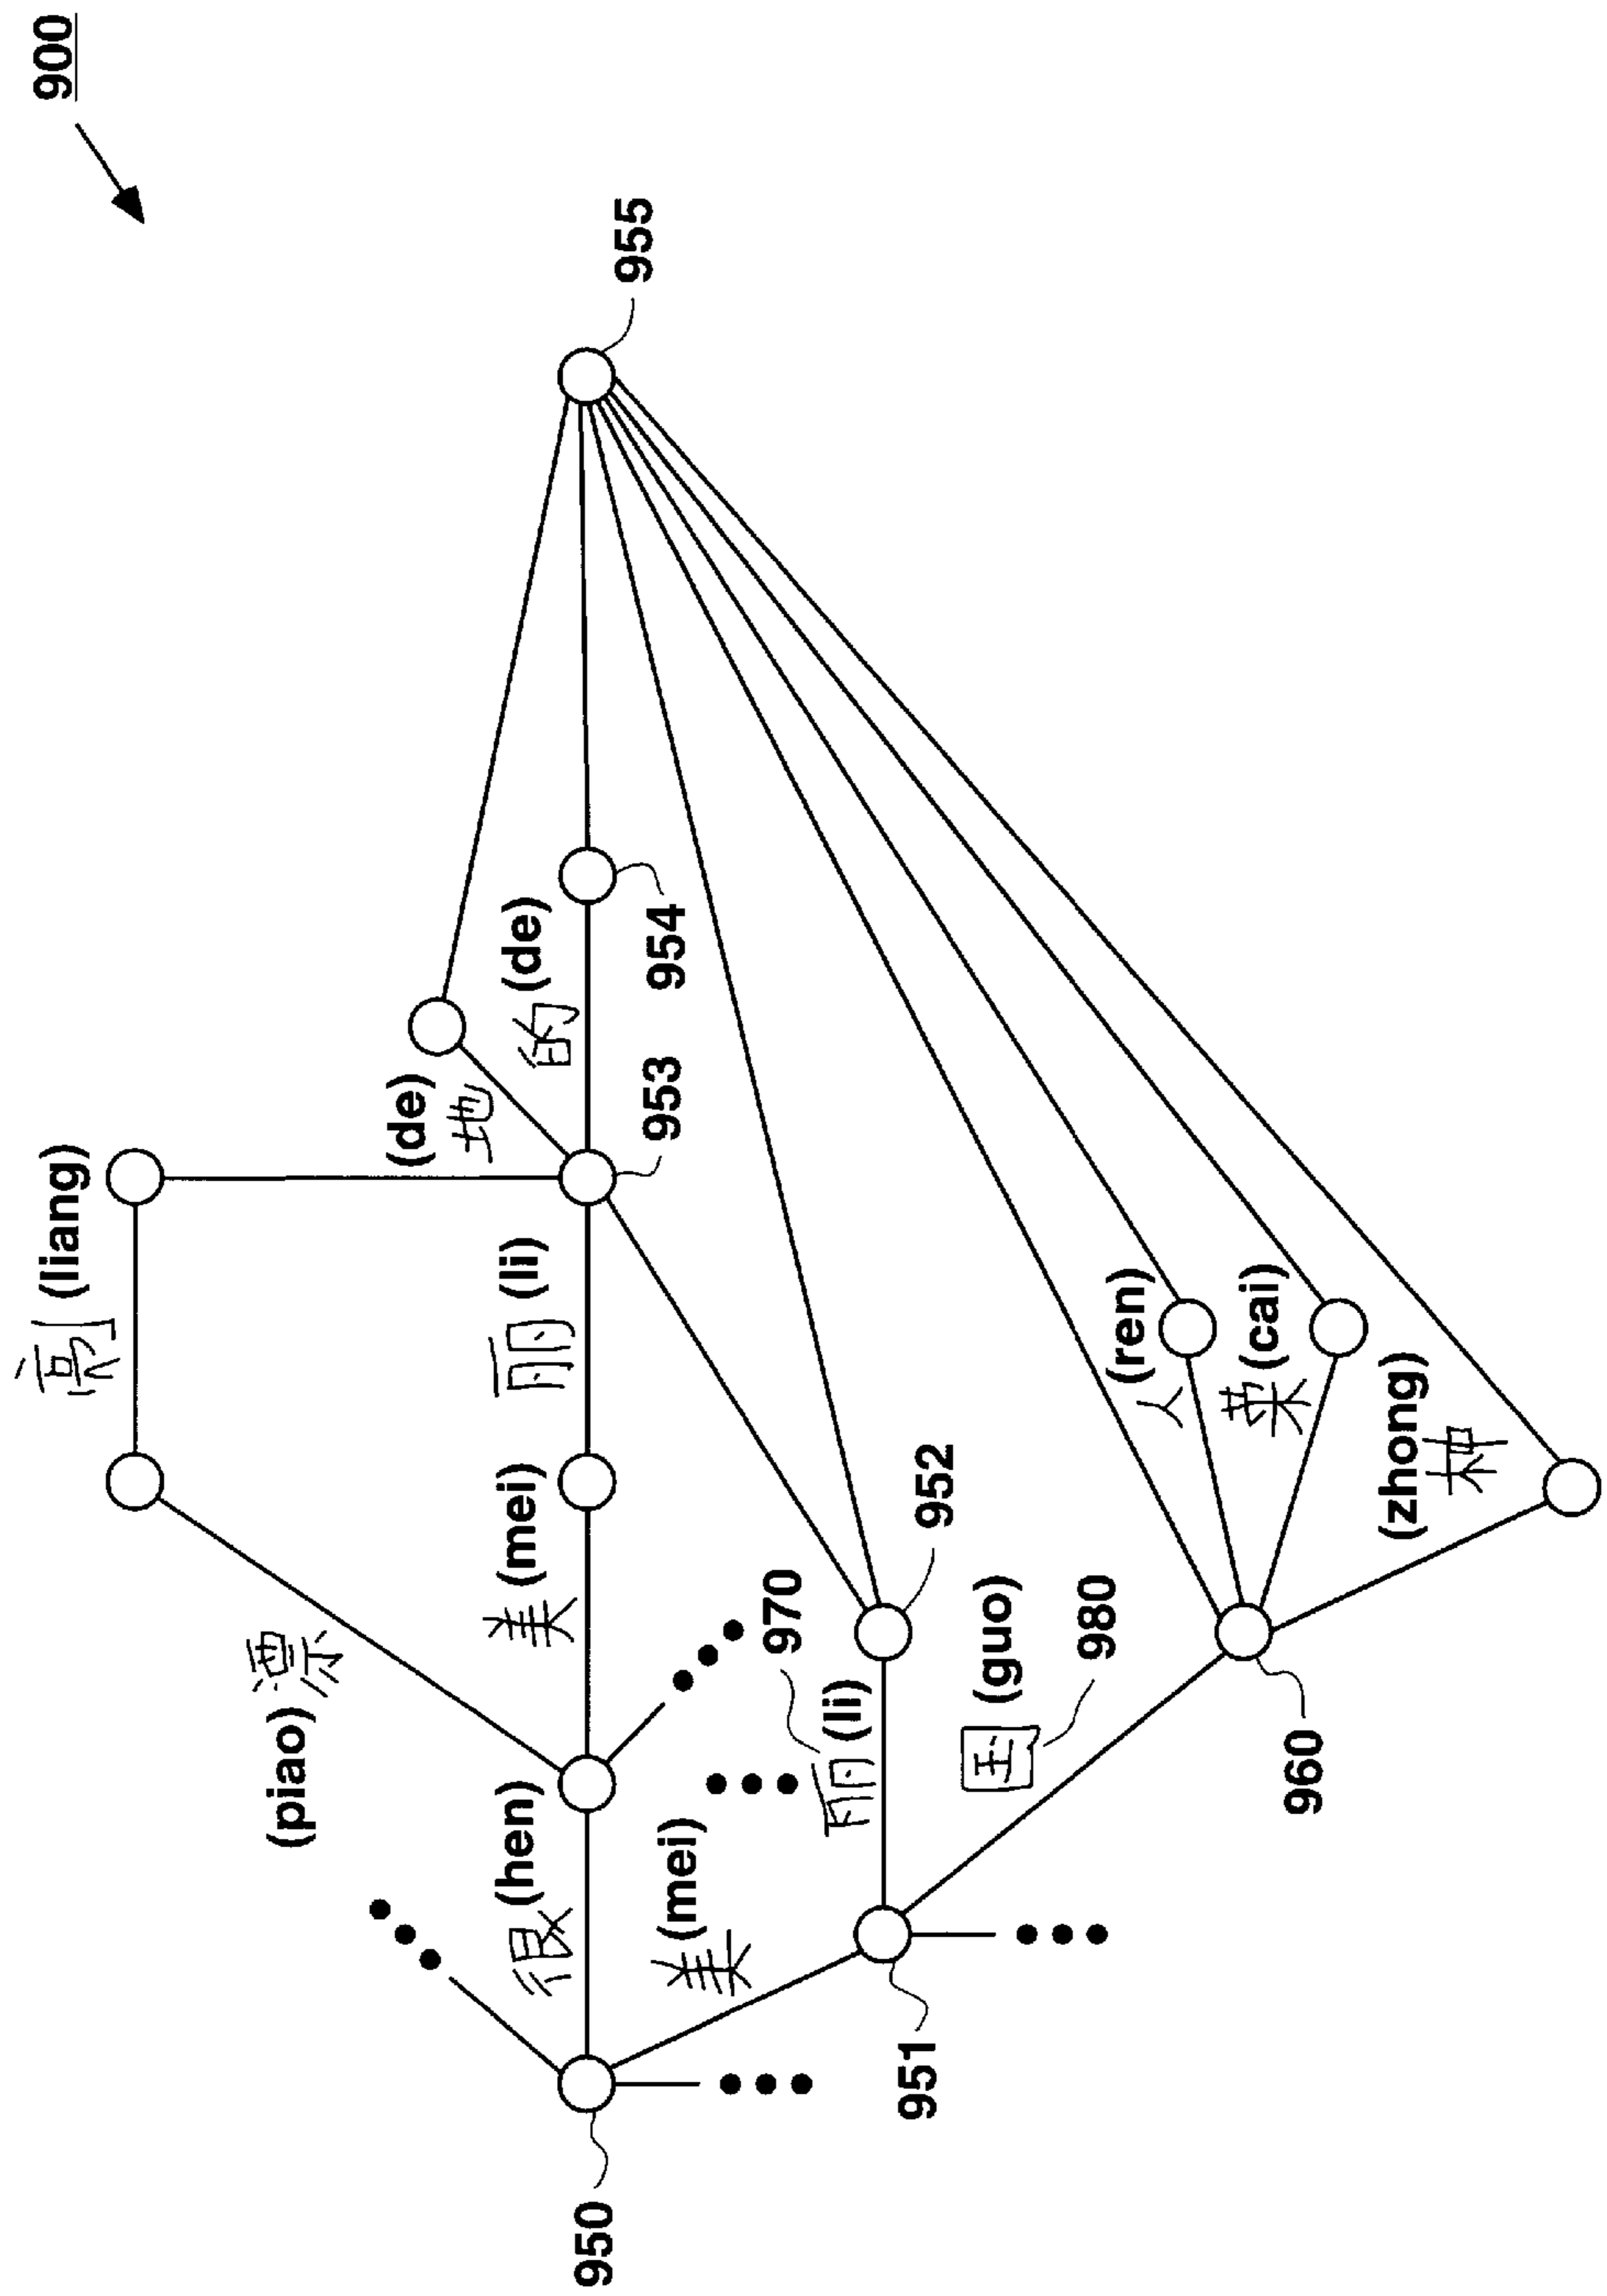 900
亮 (liang)
(piao) 漂
(de)
地
很 (hen) 美 (mei) 丽 (li) 的 (de)
950 955
美 (mei) 953 954
970
丽 (li)
951 952
国 (guo)
980
人 (ren)
菜 (cai)
960
(zhong)
种